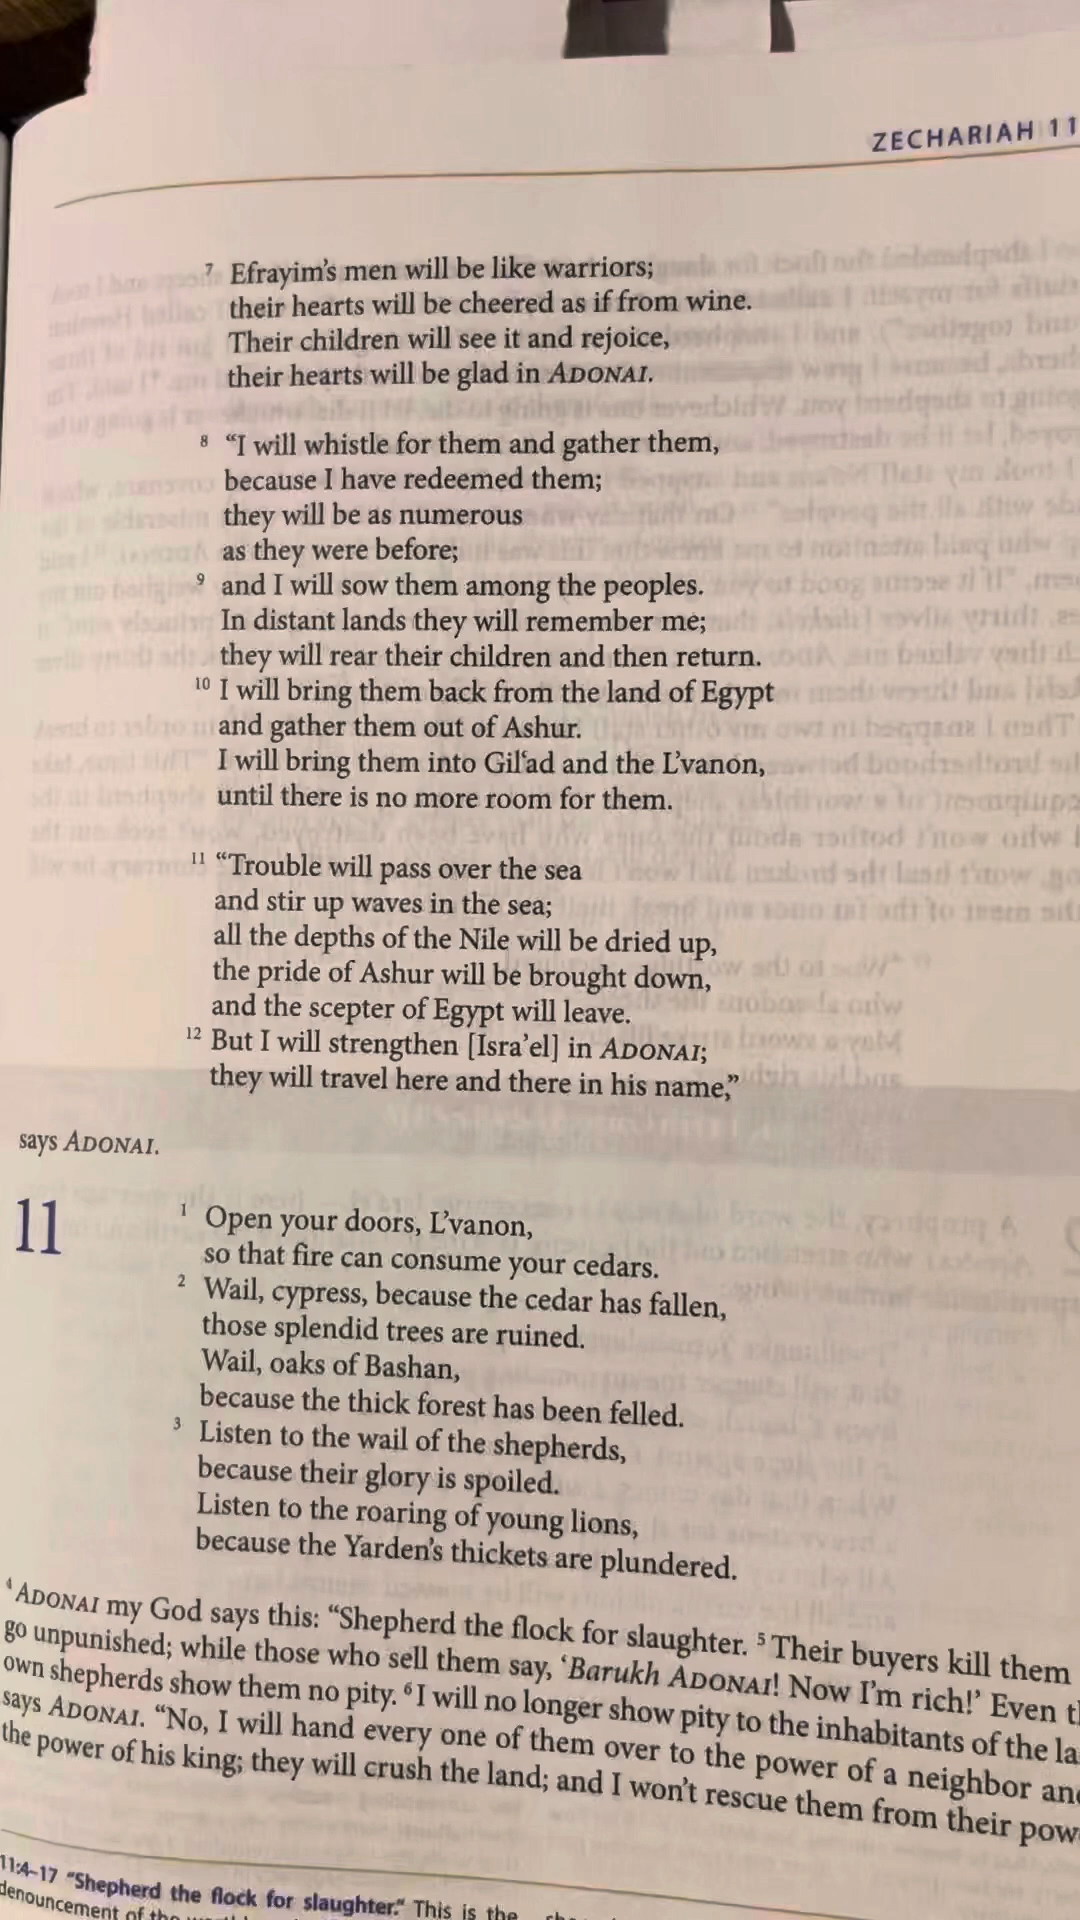 ZECHARIAH 11
7 Efrayim's men will be like warriors;
their hearts will be cheered as if from wine.
Their children will see it and rejoice,
their hearts will be glad in ADONAI.
8 “I will whistle for them and gather them,
because I have redeemed them;
they will be as numerous
as they were before;
9 and I will sow them among the peoples.
In distant lands they will remember me;
they will rear their children and then return.
10 I will bring them back from the land of Egypt
and gather them out of Ashur.
I will bring them into Gil‘ad and the L'vanon,
until there is no more room for them.
11 “Trouble will pass over the sea
and stir up waves in the sea;
all the depths of the Nile will be dried up,
the pride of Ashur will be brought down,
and the scepter of Egypt will leave.
12 But I will strengthen [Isra'el] in ADONAI;
they will travel here and there in his name,”
says ADONAI.
11 1 Open your doors, L'vanon,
so that fire can consume your cedars.
2 Wail, cypress, because the cedar has fallen,
those splendid trees are ruined.
Wail, oaks of Bashan,
because the thick forest has been felled.
3 Listen to the wail of the shepherds,
because their glory is spoiled.
Listen to the roaring of young lions,
because the Yarden's thickets are plundered.
4 ADONAI my God says this: “Shepherd the flock for slaughter. 5 Their buyers kill them
go unpunished; while those who sell them say, ‘Barukh ADONAI! Now I'm rich!’ Even
own shepherds show them no pity. 6 I will no longer show pity to the inhabitants of the
says ADONAI. “No, I will hand every one of them over to the power of a neighbor
the power of his king; they will crush the land; and I won't rescue them from their
11:4–17 “Shepherd the flock for slaughter.” This is the
denouncement of